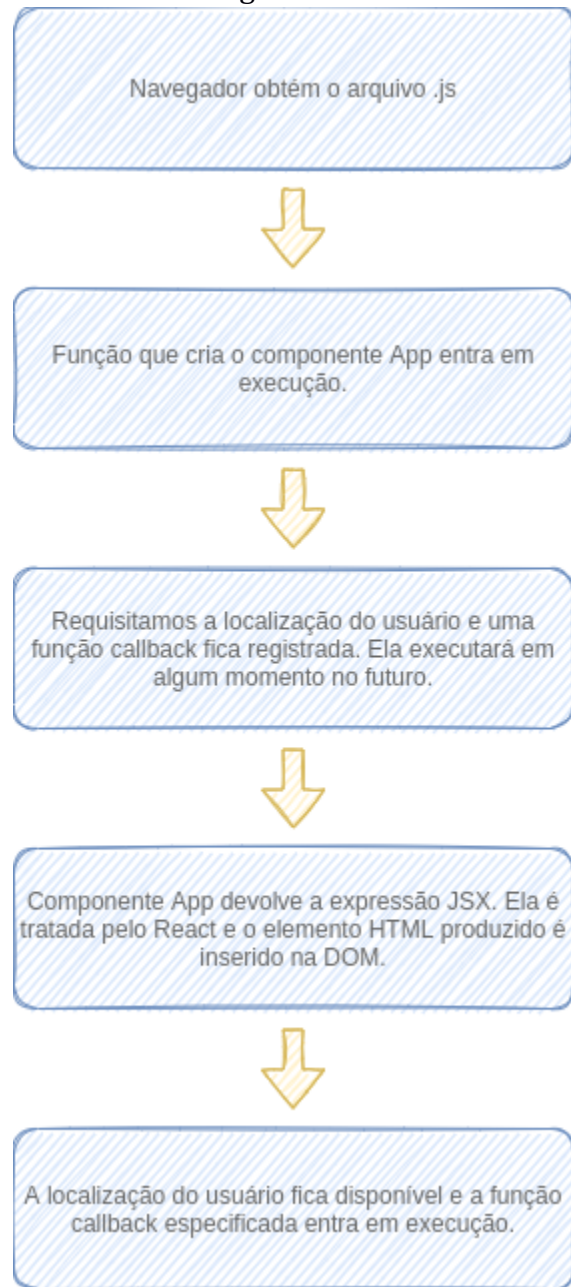 Navegador obtém o arquivo .js
Função que cria o componente App entra em
execução.
Requisitamos a localização do usuário e uma
função callback fica registrada. Ela executará em
algum momento no futuro.
Componente App devolve a expressão JSX. Ela é
tratada pelo React e o elemento HTML produzido é
inserido na DOM.
A localização do usuário fica disponível e a função
callback especificada entra em execução.